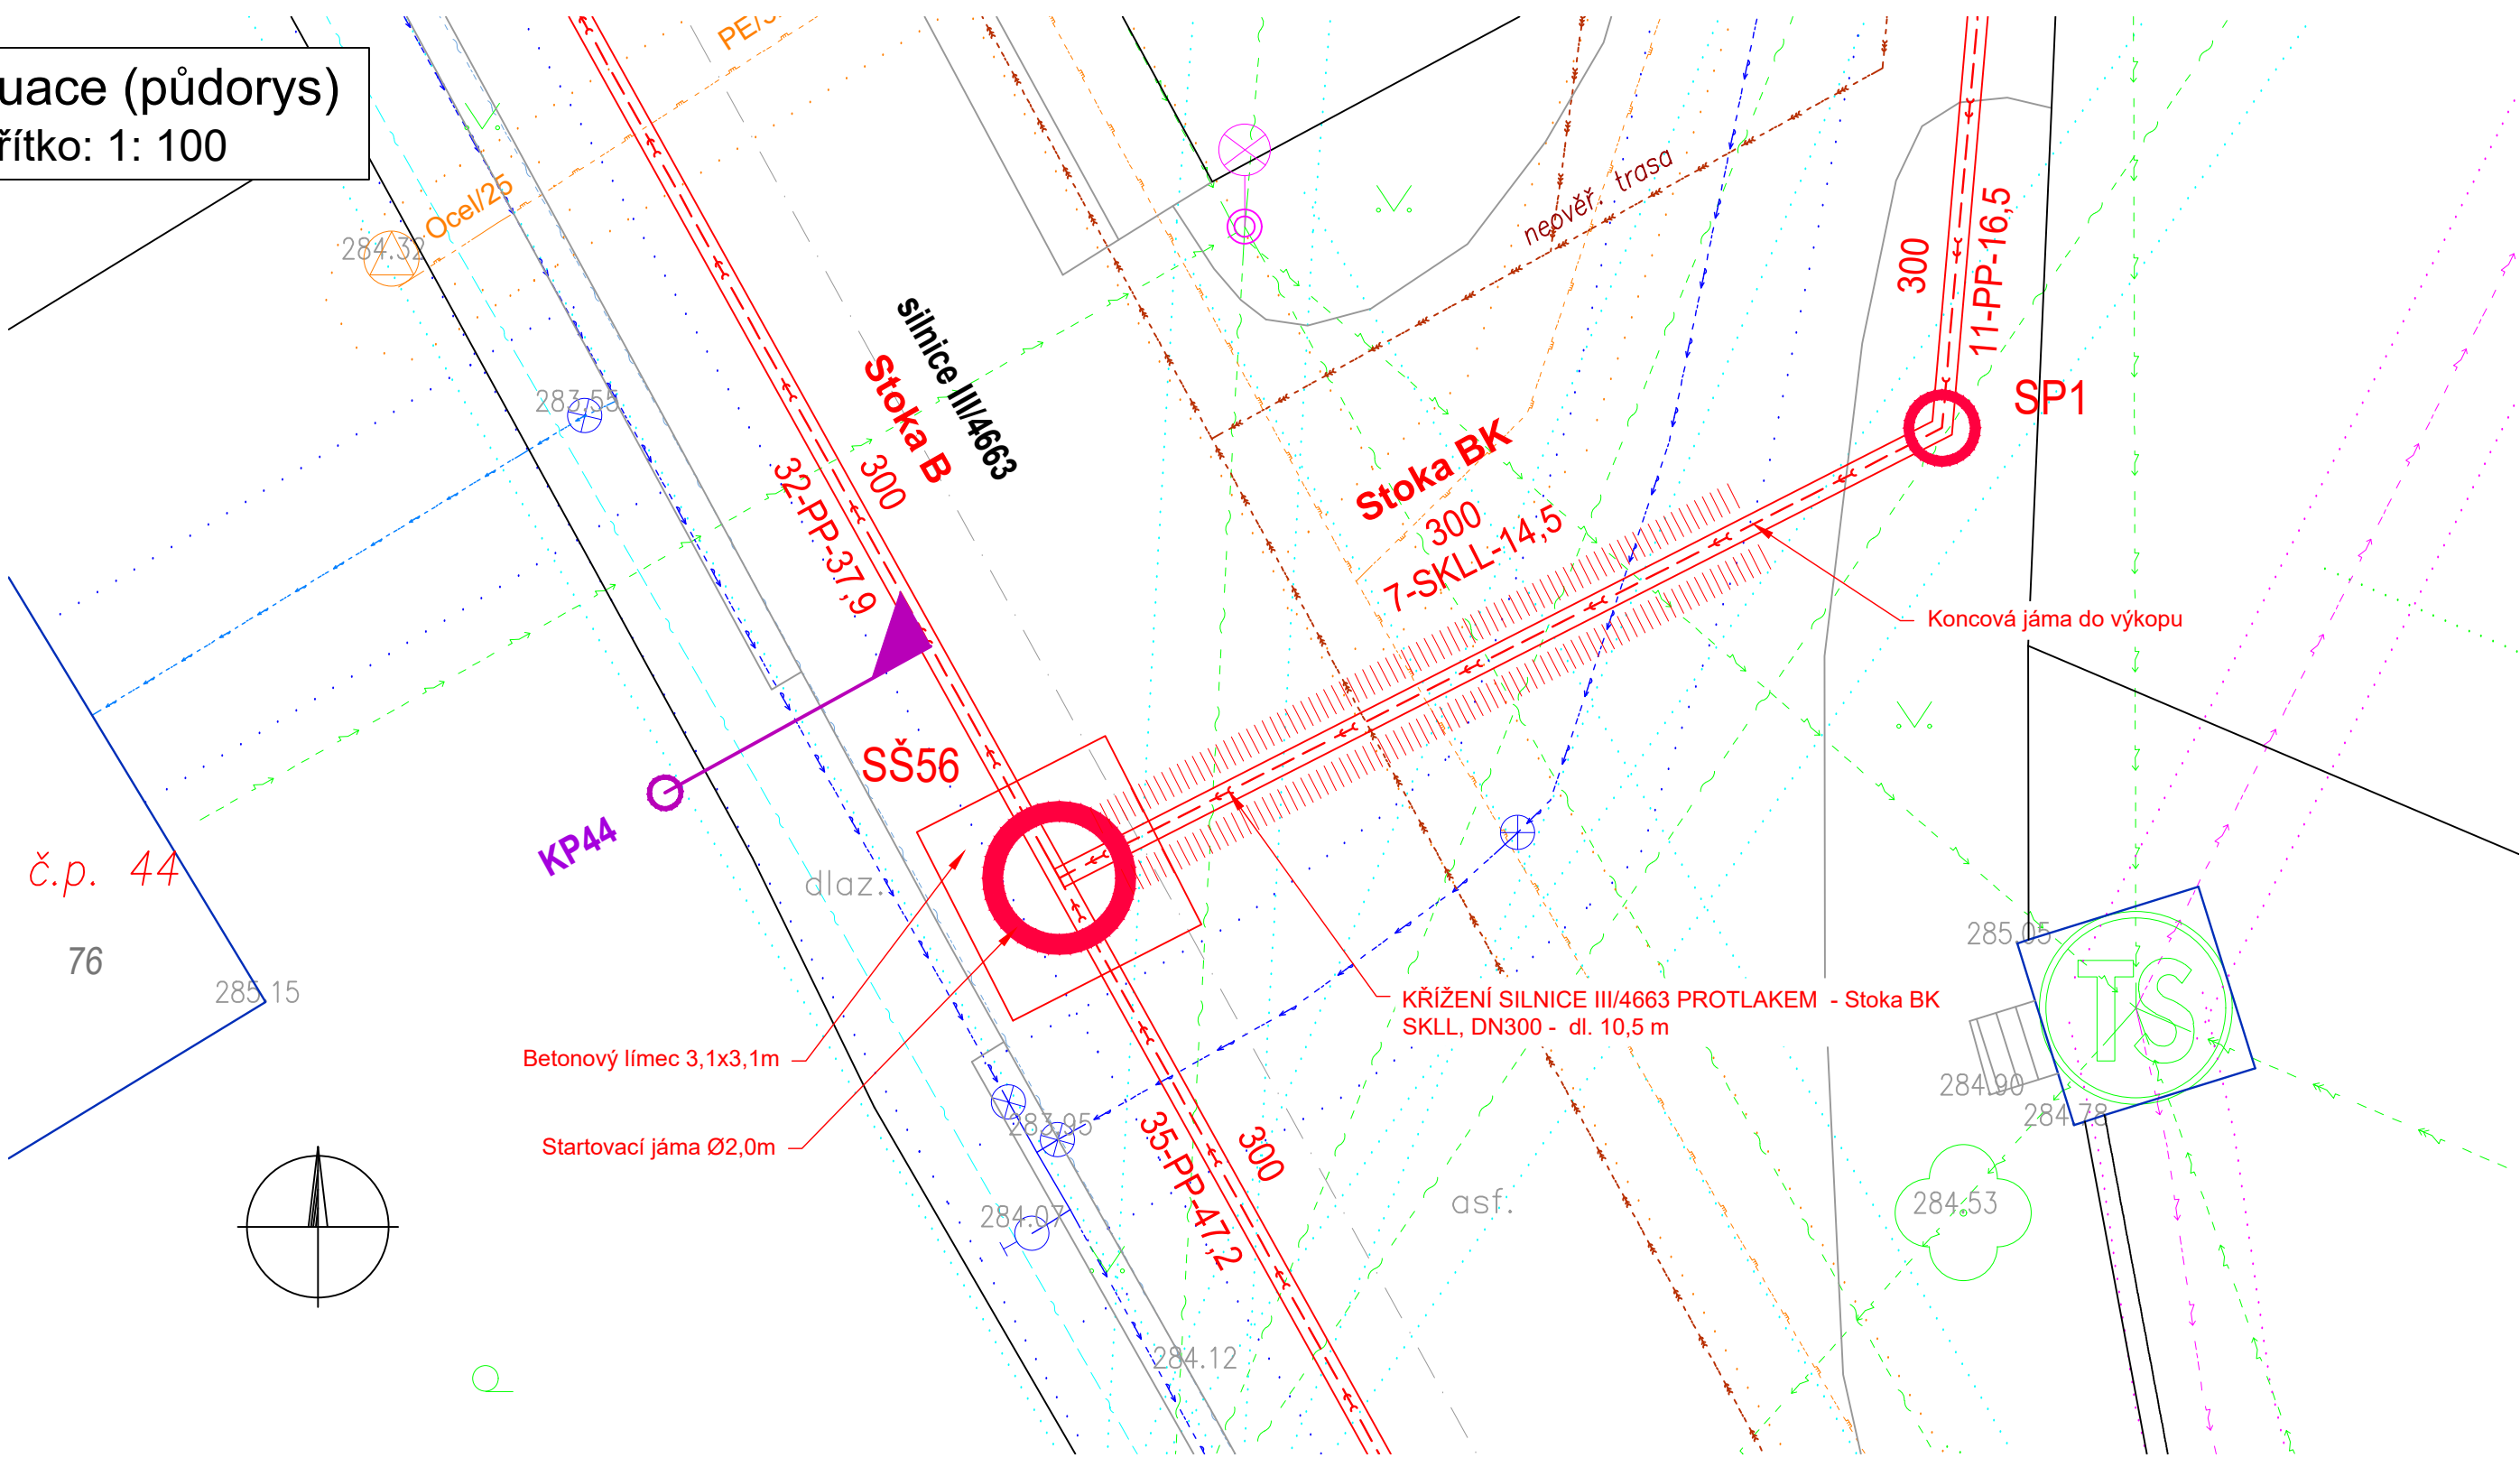 uace (půdorys)
řítko: 1: 100
PE/
Ocel/25
284.32
283.55
silnice III/4663
Stoka B
300
32-PP-37,9
neověř. trasa
300
11-PP-16,5
SP1
Stoka BK
300
7-SKLL-14,5
Koncová jáma do výkopu
SŠ56
KP44
č.p. 44
76
285.15
dlaz.
285.05
TS
284.90
284.78
KŘÍŽENÍ SILNICE III/4663 PROTLAKEM - Stoka BK
SKLL, DN300 - dl. 10,5 m
Betonový límec 3,1x3,1m
Startovací jáma Ø2,0m
283.95
284.07
35-PP-47,2
300
asf.
284.53
284.12